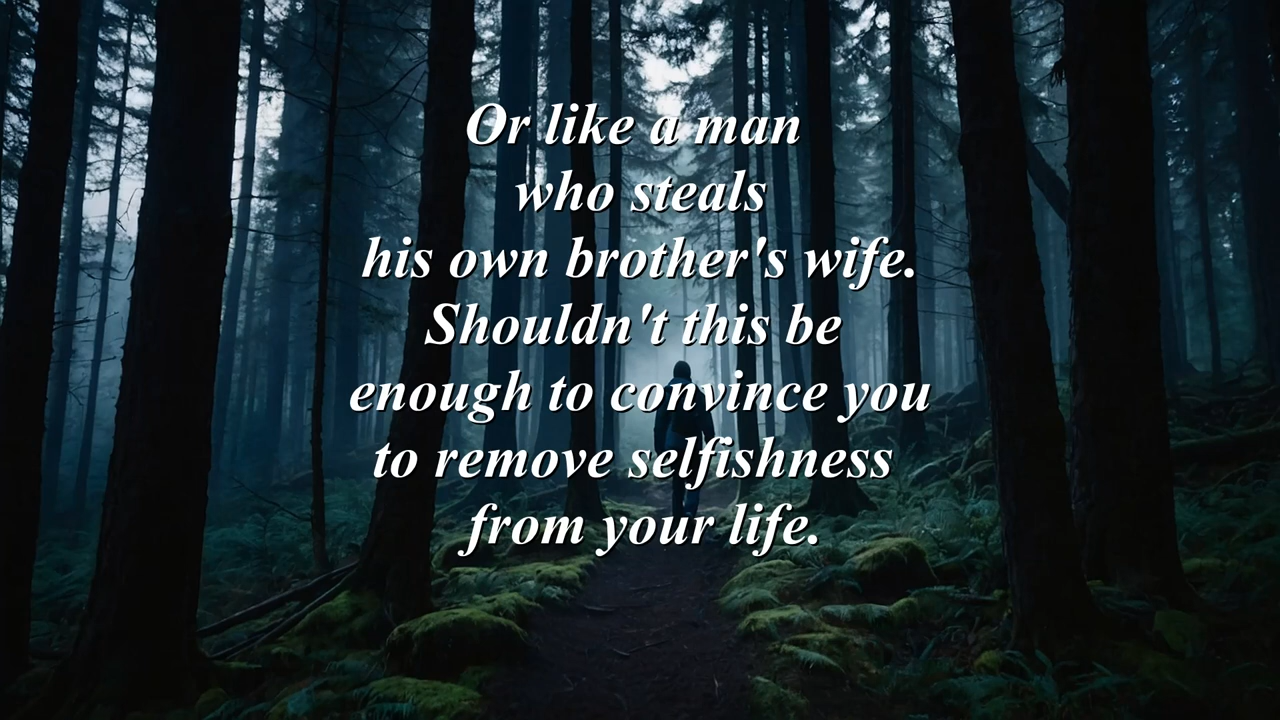 Or like a man
who steals
his own brother's wife.
Shouldn't this be
enough to convince you
to remove selfishness
from your life.